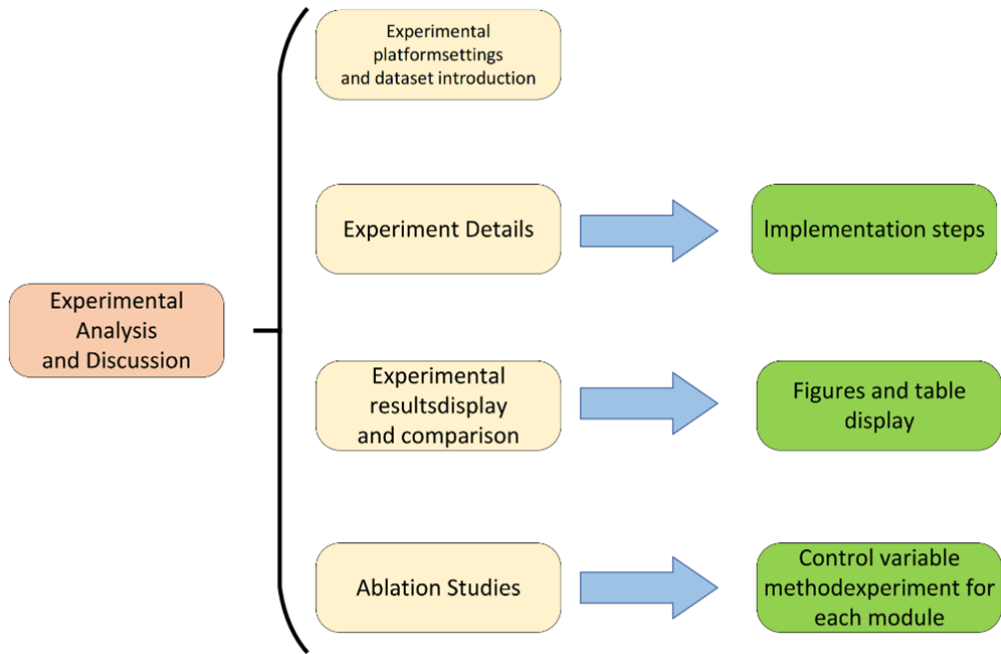 Experimental
platformsettings
and dataset introduction
Experiment Details
Implementation steps
Experimental
Analysis
and Discussion
Experimental
resultsdisplay
and comparison
Figures and table
display
Ablation Studies
Control variable
methodexperiment for
each module